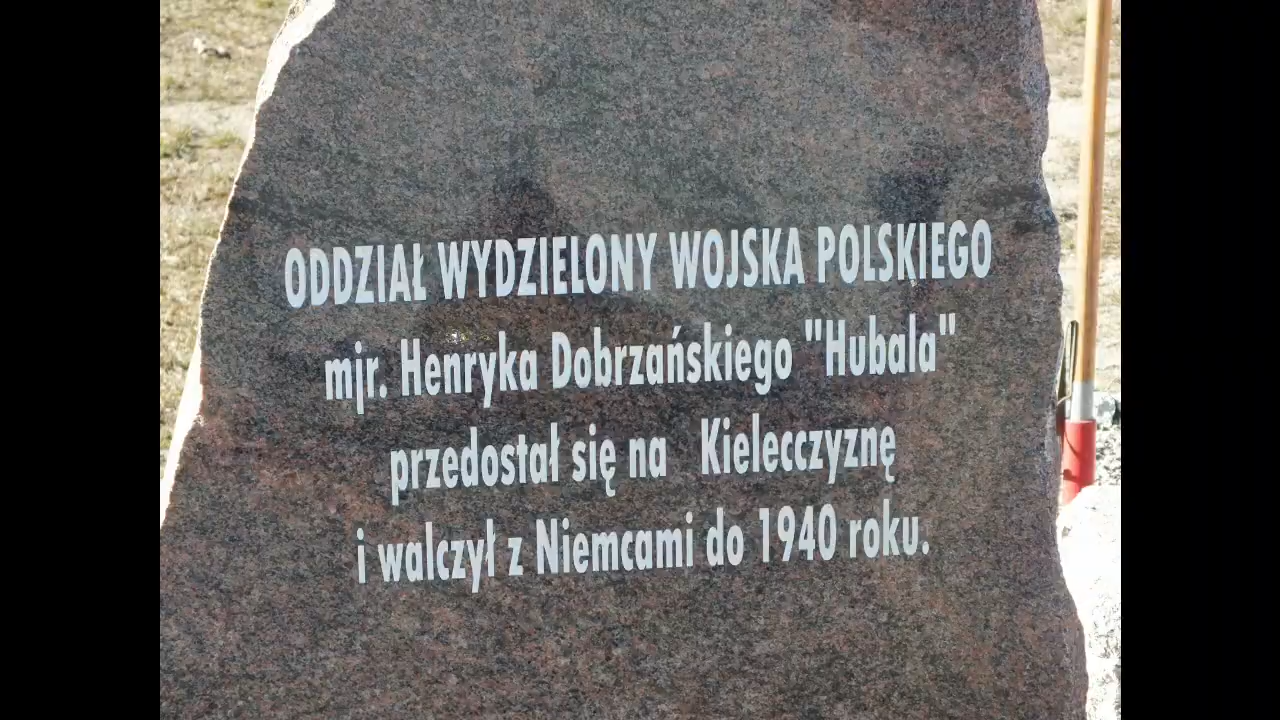 ODDZIAŁ WYDZIELONY WOJSKA POLSKIEGO
mjr. Henryka Dobrzańskiego "Hubala"
przedostał się na Kielecczyznę
i walczył z Niemcami do 1940 roku.